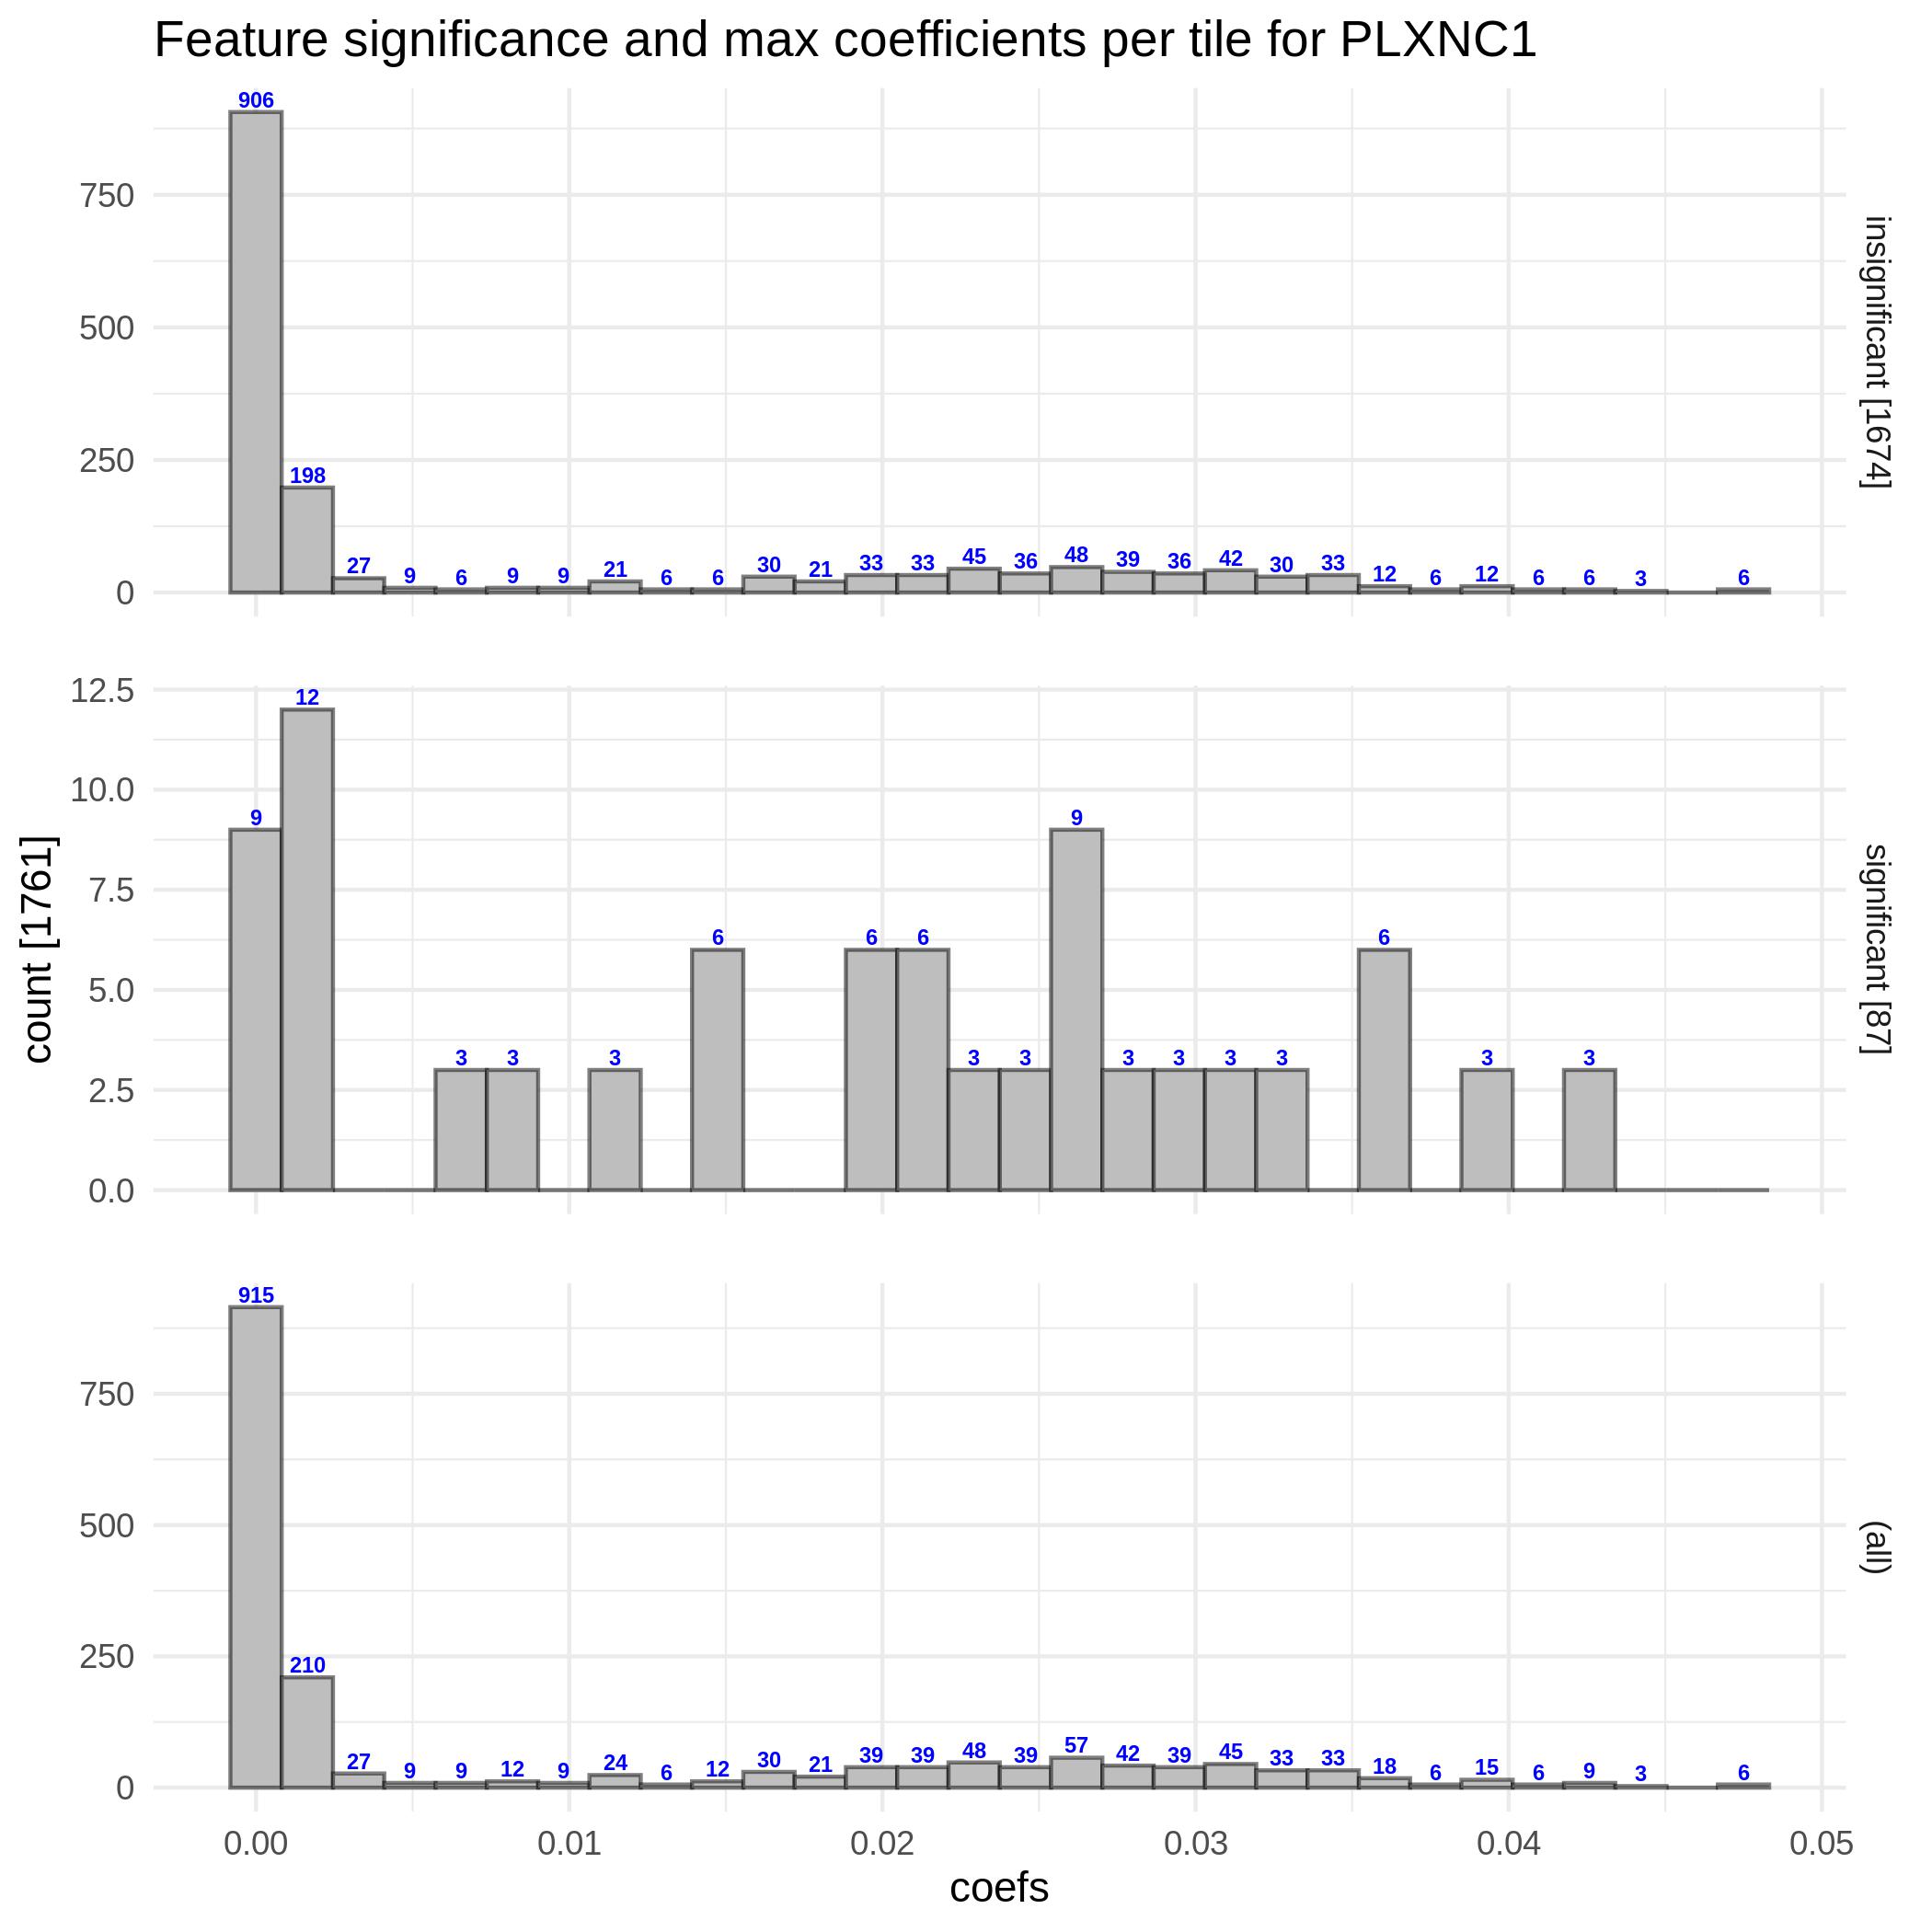 Feature significance and max coefficients per tile for PLXNC1
906
750
500
250
0
198
27 9 6 9 9 21 6 6 30 21 33 33 45 36 48 39 36 42 30 33 12 6 12 6 6 3 6
insignificant [1674]
12.5
10.0
7.5
5.0
2.5
0.0
9 12 3 3 3 6 6 6 3 3 9 3 3 3 3 6 3 3
significant [87]
count [1761]
915
750
500
250
0
210
27 9 9 12 9 24 6 12 30 21 39 39 48 39 57 42 39 45 33 33 18 6 15 6 9 3 6
(all)
0.00 0.01 0.02 0.03 0.04 0.05
coefs